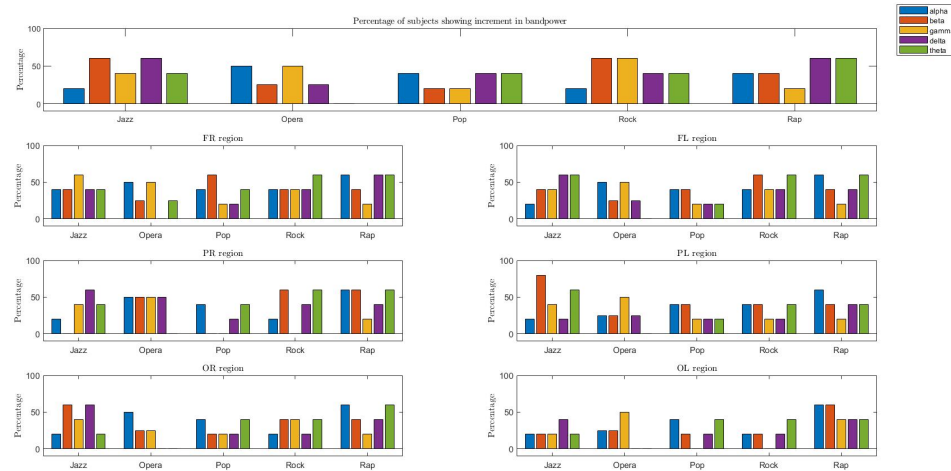 Percentage of subjects showing increment in bandpower
alpha
beta
gamma
delta
theta
100
50
0
Percentage
Jazz Opera Pop Rock Rap
FR region
100
50
0
Percentage
Jazz Opera Pop Rock Rap
FL region
100
50
0
Percentage
Jazz Opera Pop Rock Rap
PR region
100
50
0
Percentage
Jazz Opera Pop Rock Rap
PL region
100
50
0
Percentage
Jazz Opera Pop Rock Rap
OR region
100
50
0
Percentage
Jazz Opera Pop Rock Rap
OL region
100
50
0
Percentage
Jazz Opera Pop Rock Rap